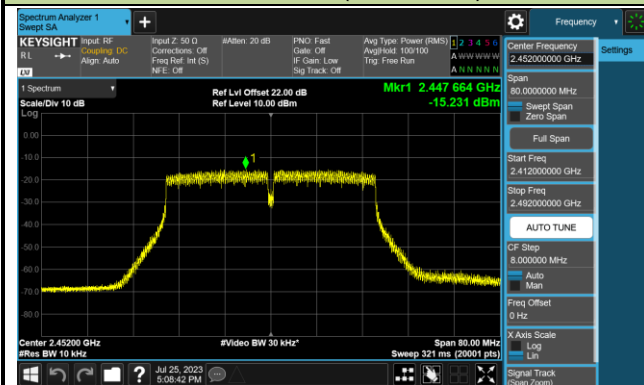 Spectrum Analyzer 1
Swept SA
Frequency
KEYSIGHT
R L
LXI
Input: RF
Coupling: DC
Align: Auto
Input Z: 50 Ω
Corrections: Off
Freq Ref: Int (S)
NFE: Off
#Atten: 20 dB
PNO: Fast
Gate: Off
IF Gain: Low
Sig Track: Off
Avg Type: Power (RMS)
Avg|Hold: 100/100
Trig: Free Run
1 2 3 4 5 6
A W W W W W
A N N N N N
Center Frequency
2.452000000 GHz
Settings
1 Spectrum
Scale/Div 10 dB
Ref Lvl Offset 22.00 dB
Ref Level 10.00 dBm
Mkr1 2.447 664 GHz
-15.231 dBm
Span
80.0000000 MHz
Swept Span
Zero Span
Full Span
Start Freq
2.412000000 GHz
Stop Freq
2.492000000 GHz
AUTO TUNE
CF Step
8.000000 MHz
Auto
Man
Freq Offset
0 Hz
X Axis Scale
Log
Lin
Signal Track
(Span Zoom)
Log
0.00
-10.0
-20.0
-30.0
-40.0
-50.0
-60.0
-70.0
-80.0
1
Center 2.45200 GHz
#Res BW 10 kHz
#Video BW 30 kHz*
Span 80.00 MHz
Sweep 321 ms (20001 pts)
Jul 25, 2023
5:08:42 PM